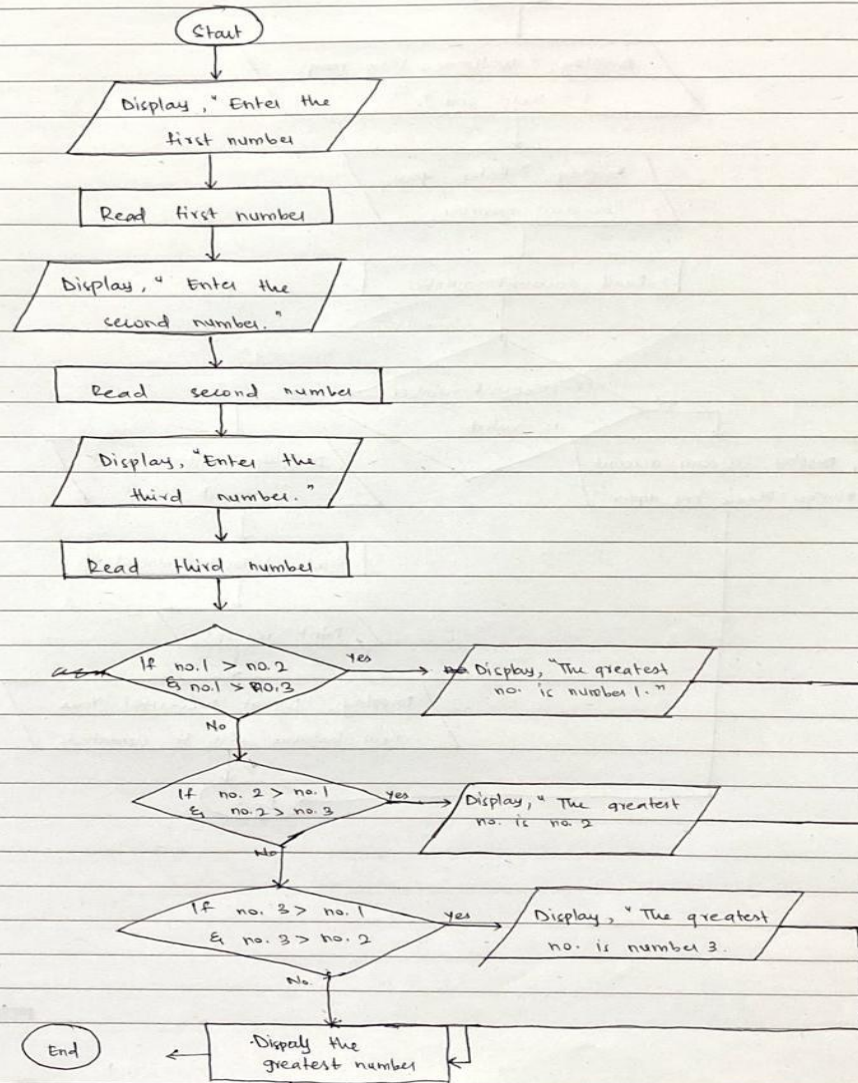 Start
Display, " Enter the
first number
Read first number
Display, " Enter the
second number. "
Read second number
Display, "Enter the
third number. "
Read third number
If no.1 > no.2
& no.1 > no.3
Yes
Display, "The greatest
no. is number 1. "
No
If no. 2 > no. 1
& no. 2 > no. 3
Yes
Display, " The greatest
no. is no. 2
No
If no. 3 > no. 1
& no. 3 > no. 2
yes
Display, " The greatest
no. is number 3.
No.
End
Dispaly the
greatest number